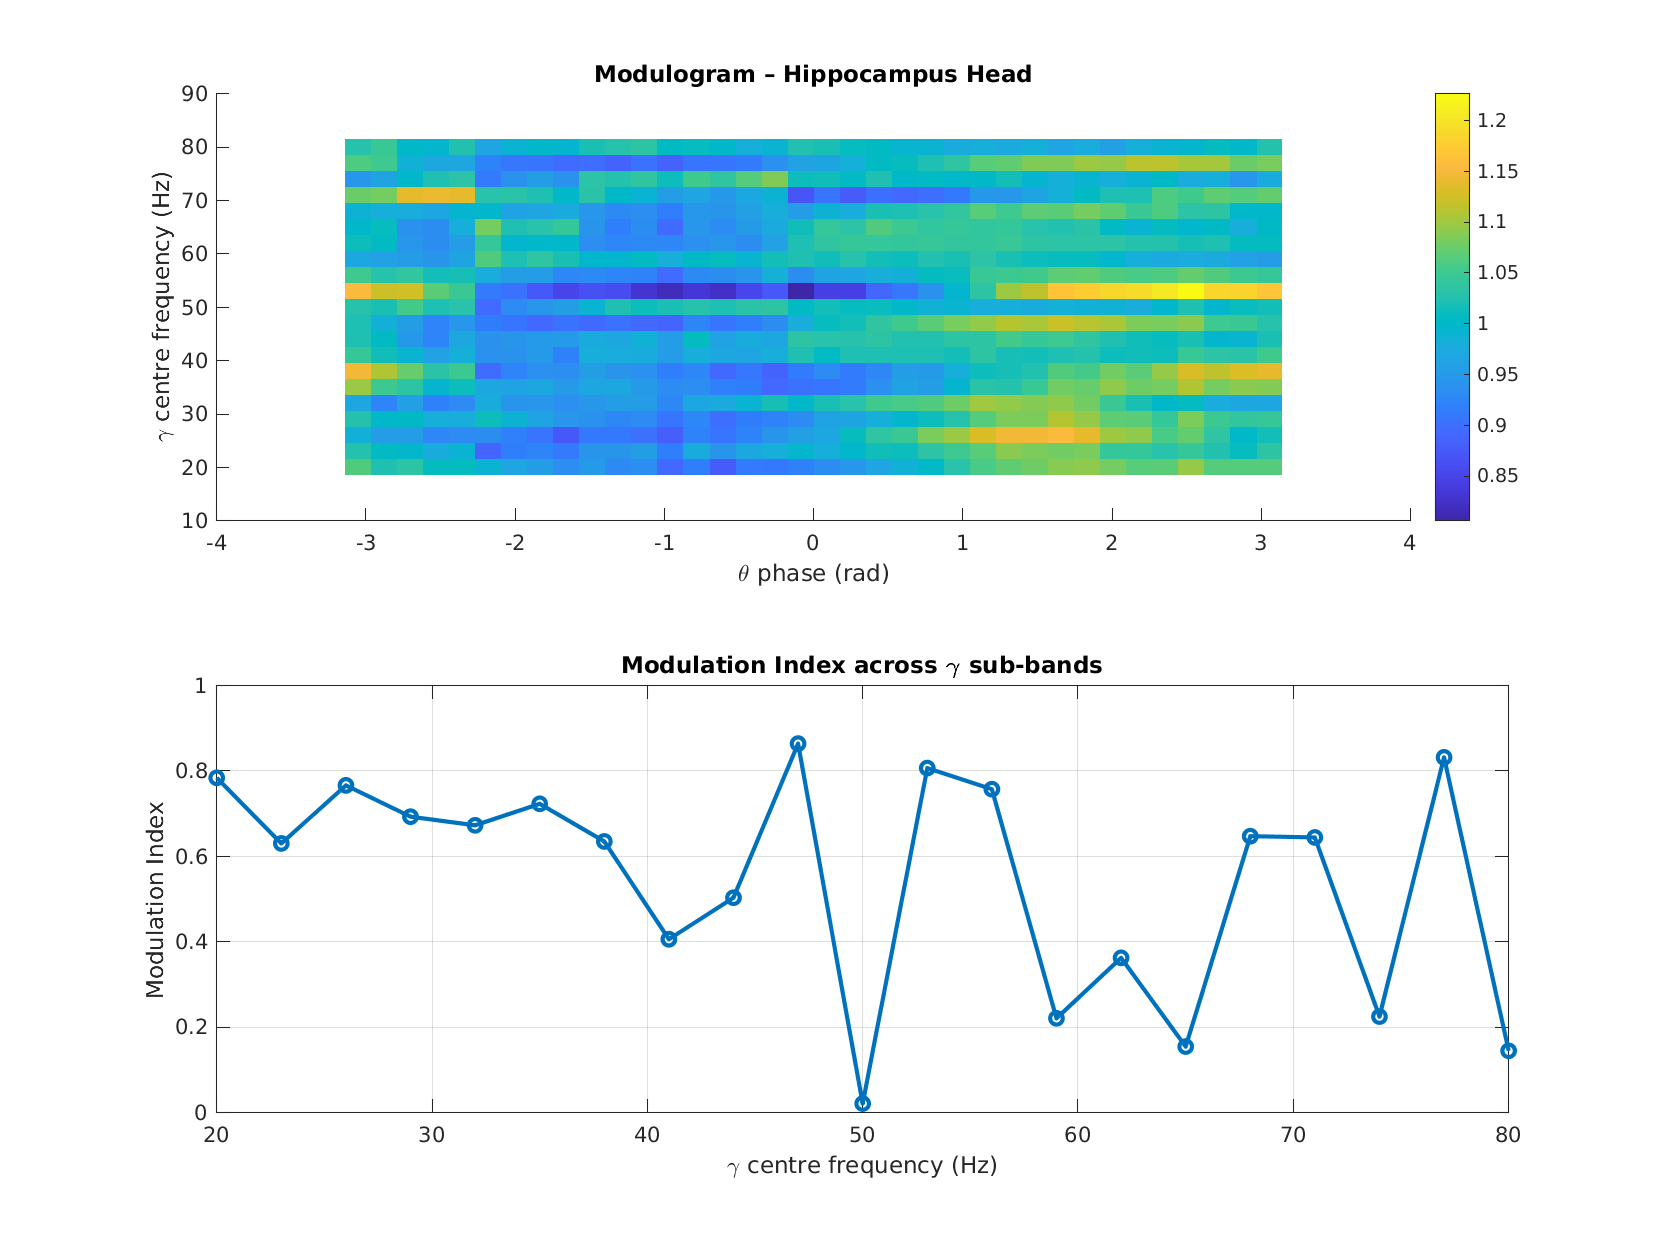 Modulogram – Hippocampus Head
γ centre frequency (Hz)
90
80
70
60
50
40
30
20
10
-4 -3 -2 -1 0 1 2 3 4
θ phase (rad)
1.2
1.15
1.1
1.05
1
0.95
0.9
0.85
Modulation Index across γ sub-bands
Modulation Index
1
0.8
0.6
0.4
0.2
0
20 30 40 50 60 70 80
γ centre frequency (Hz)